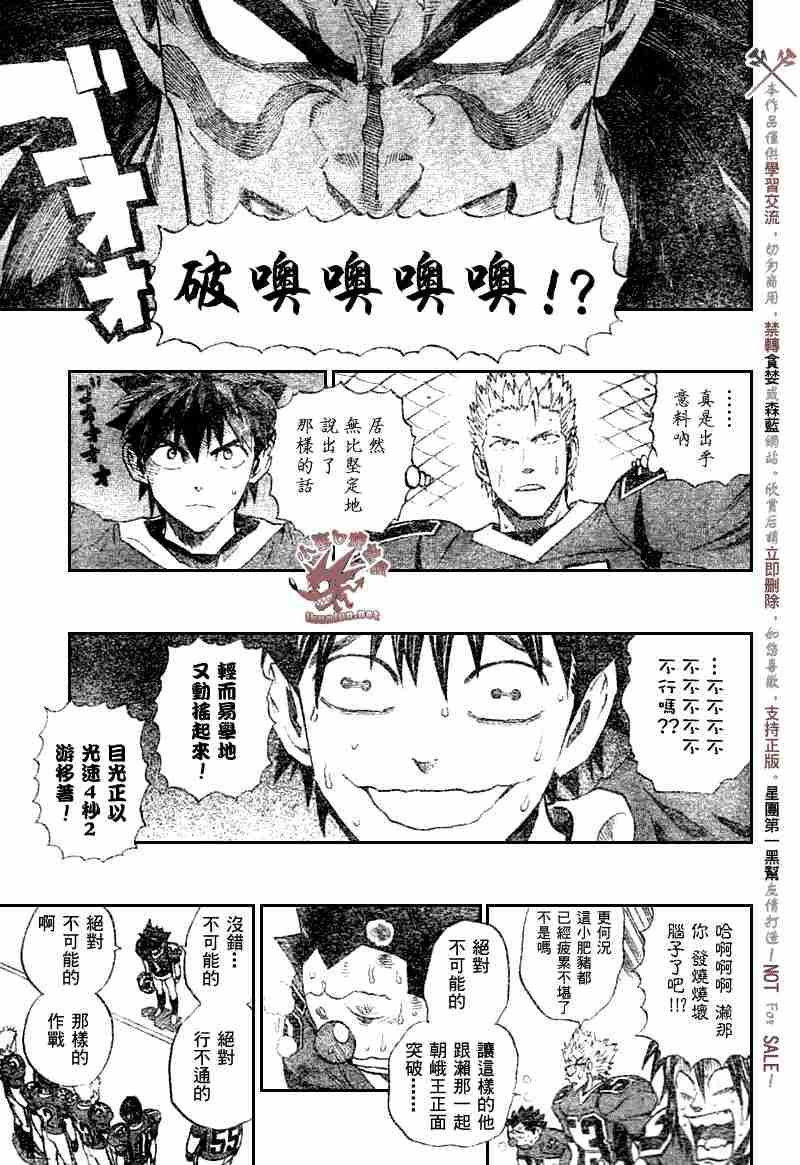 ゴオオオ
破噢噢噢噢!?
……
真是出乎
意料吶
居然
無比堅定地
說出了
那樣的話
…不不不不
不不不不不
不行嗎??
輕而易舉地
又動搖起來!
目光正以
光速4秒2
游移著!
哈啊啊啊 瀨那
你 發燒燒壞
腦子了吧!!?
更何況
這小肥豬都
已經疲累不堪了
不是嗎
絕對
不可能的
讓這樣的他
跟瀨那一起
朝峨王正面
突破……
沒錯…
不可能的
絕對
行不通的
絕對
不可能的
啊
那樣的
作戰
55
本作品僅供學習交流,切勿商用,禁轉貪婪或森藍網站。欣賞后請立即刪除,如您喜歡,支持正版。星團第一黑幫友情打造—NOT For SALE—